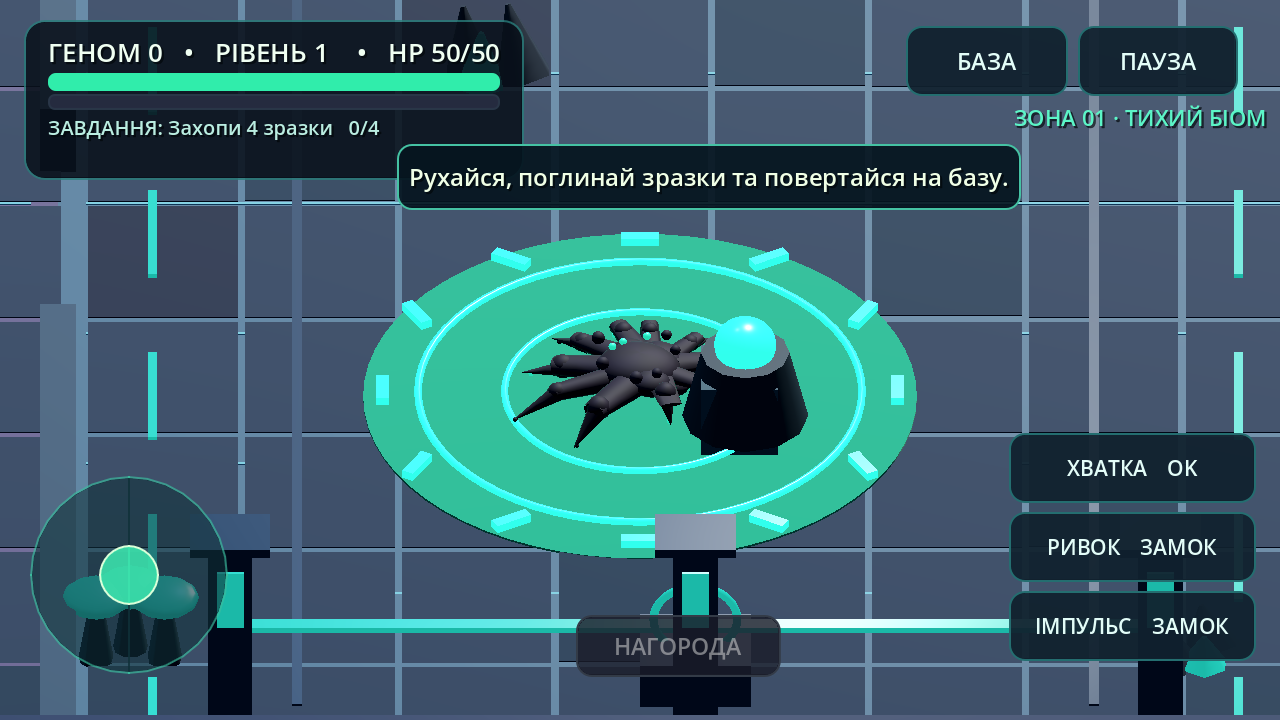 ГЕНОМ 0 • РІВЕНЬ 1 • HP 50/50
ЗАВДАННЯ: Захопи 4 зразки 0/4
БАЗА
ПАУЗА
ЗОНА 01 · ТИХИЙ БІОМ
Рухайся, поглинай зразки та повертайся на базу.
ХВАТКА OK
РИВОК ЗАМОК
ІМПУЛЬС ЗАМОК
НАГОРОДА